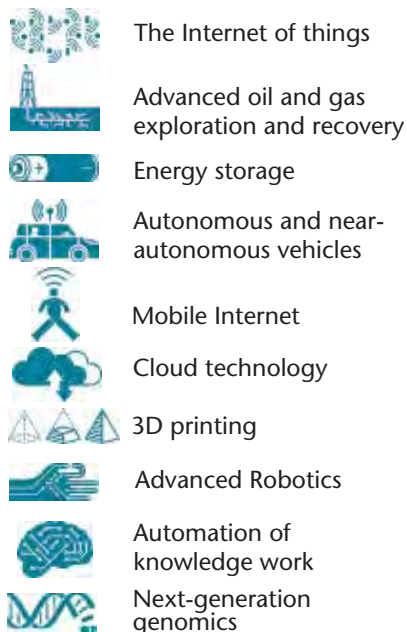 The Internet of things
Advanced oil and gas
exploration and recovery
Energy storage
Autonomous and near-
autonomous vehicles
Mobile Internet
Cloud technology
3D printing
Advanced Robotics
Automation of
knowledge work
Next-generation
genomics